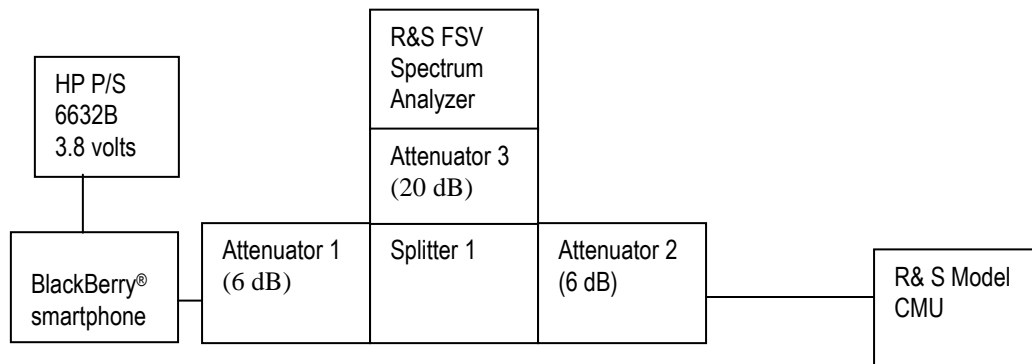 R&S FSV
Spectrum
Analyzer
HP P/S
6632B
3.8 volts
Attenuator 3
(20 dB)
BlackBerry®
smartphone
Attenuator 1
(6 dB)
Splitter 1
Attenuator 2
(6 dB)
R& S Model
CMU